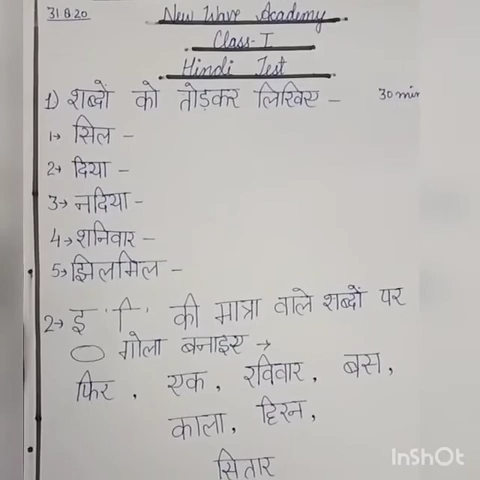 31.8.20
New Wave Academy
Class-I
Hindi Test
1) शब्दों को तोड़कर लिखिए - 30 min
1→ सिल -
2→ दिया -
3→ नदिया -
4→ शनिवार -
5→ झिलमिल -
2→ इ 'ि' की मात्रा वाले शब्दों पर
गोला बनाइए →
फिर , एक , रविवार , बस ,
काला , हिरन ,
सितार
InShOt